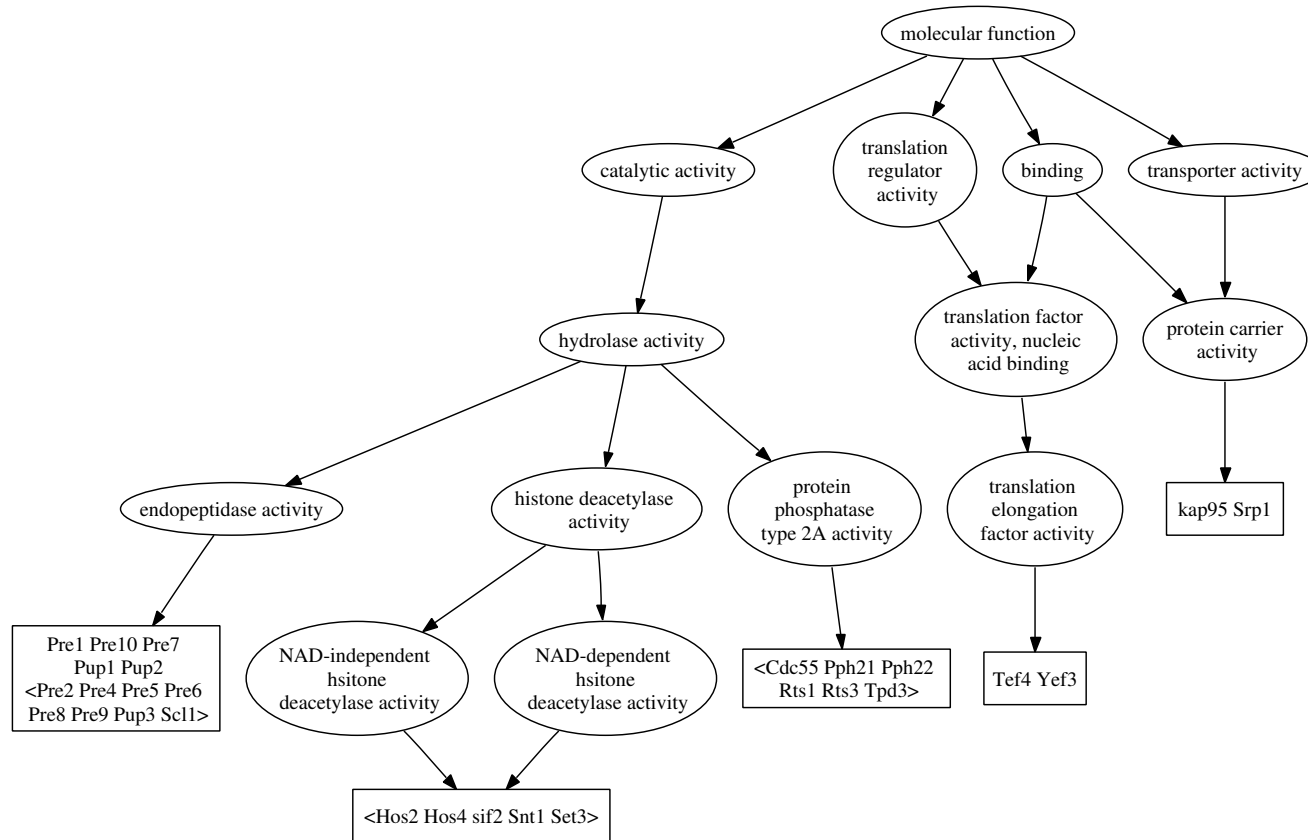 molecular function
catalytic activity
translation
regulator
activity
binding
transporter activity
hydrolase activity
translation factor
activity, nucleic
acid binding
protein carrier
activity
endopeptidase activity
histone deacetylase
activity
protein
phosphatase
type 2A activity
translation
elongation
factor activity
kap95 Srp1
Pre1 Pre10 Pre7
Pup1 Pup2
<Pre2 Pre4 Pre5 Pre6
Pre8 Pre9 Pup3 Scl1>
NAD-independent
hsitone
deacetylase activity
NAD-dependent
hsitone
deacetylase activity
<Cdc55 Pph21 Pph22
Rts1 Rts3 Tpd3>
Tef4 Yef3
<Hos2 Hos4 sif2 Snt1 Set3>